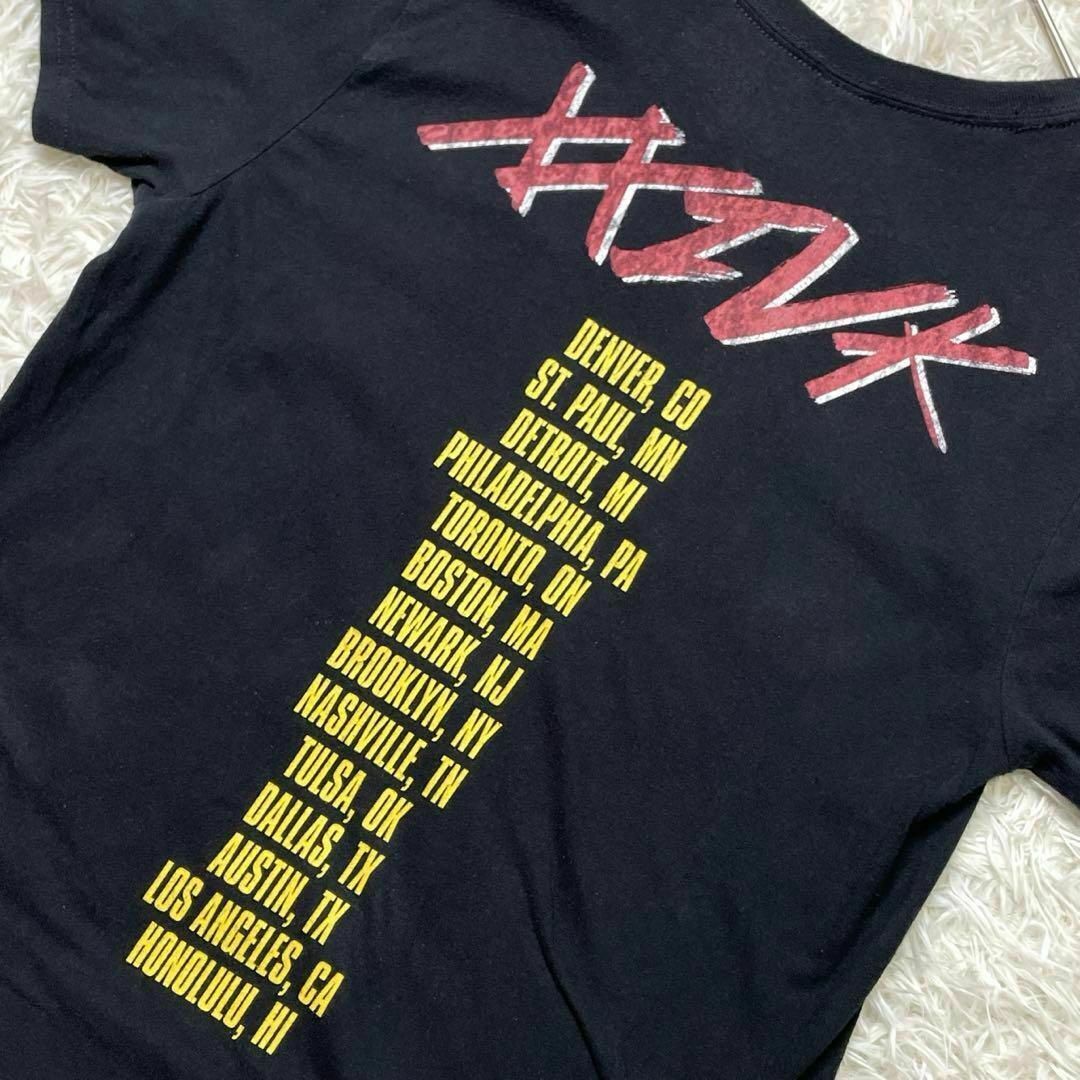 XXIVK
DENVER, CO
ST. PAUL, MN
DETROIT, MI
PHILADELPHIA, PA
TORONTO, ON
BOSTON, MA
NEWARK, NJ
BROOKLYN, NY
NASHVILLE, TN
TULSA, OK
DALLAS, TX
AUSTIN, TX
LOS ANGELES, CA
HONOLULU, HI